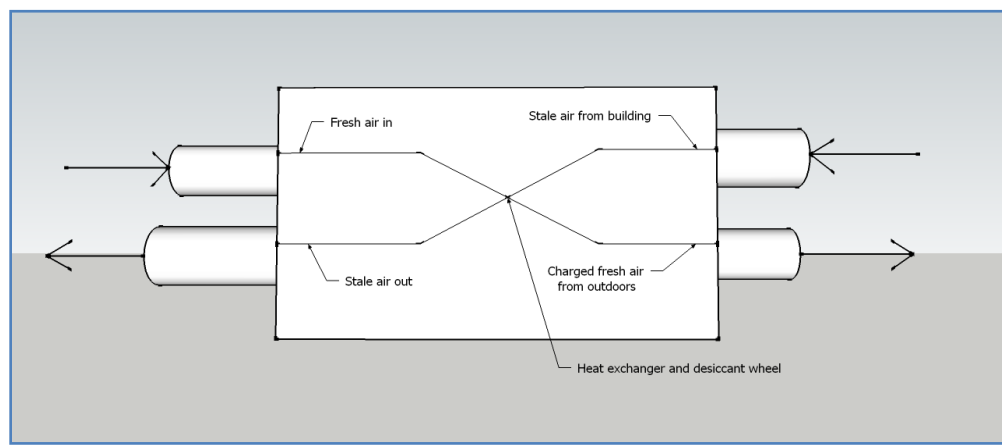 Fresh air in
Stale air from building
Stale air out
Charged fresh air
from outdoors
Heat exchanger and desiccant wheel